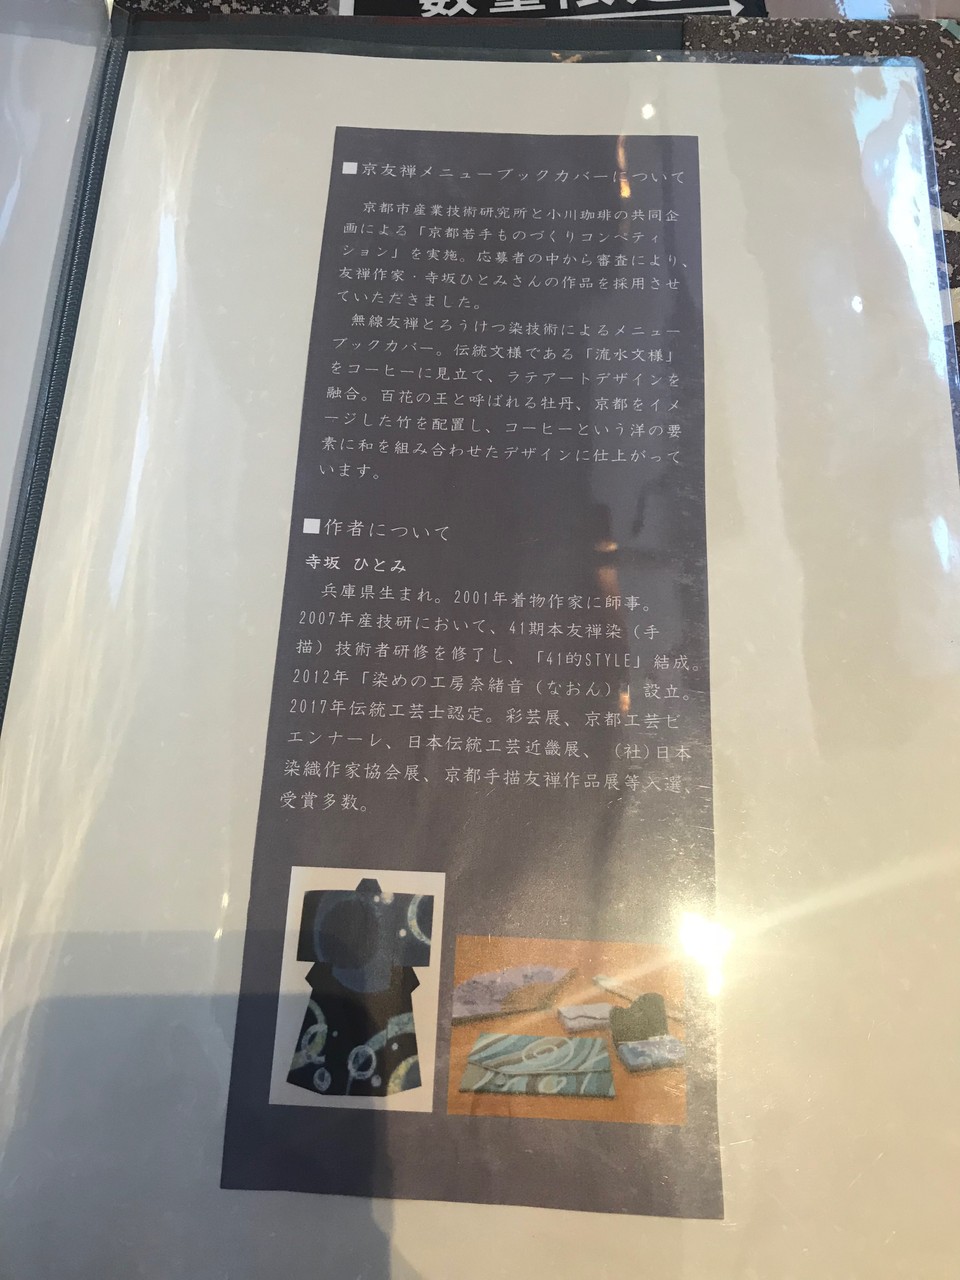 数量限定
■京友禅メニューブックカバーについて
京都市産業技術研究所と小川珈琲の共同企
画による「京都若手ものづくりコンペティ
ション」を実施。応募者の中から審査により、
友禅作家・寺坂ひとみさんの作品を採用させ
ていただきました。
無線友禅とろうけつ染技術によるメニュー
ブックカバー。伝統文様である「流水文様」
をコーヒーに見立て、ラテアートデザインを
融合。百花の王と呼ばれる牡丹、京都をイメ
ージした竹を配置し、コーヒーという洋の要
素に和を組み合わせたデザインに仕上がって
います。
■作者について
寺坂 ひとみ
兵庫県生まれ。2001年着物作家に師事。
2007年産技研において、41期本友禅染（手
描）技術者研修を修了し、「41的STYLE」結成。
2012年「染めの工房奈緒音（なおん）」設立。
2017年伝統工芸士認定。彩芸展、京都工芸ビ
エンナーレ、日本伝統工芸近畿展、（社)日本
染織作家協会展、京都手描友禅作品展等入選、
受賞多数。